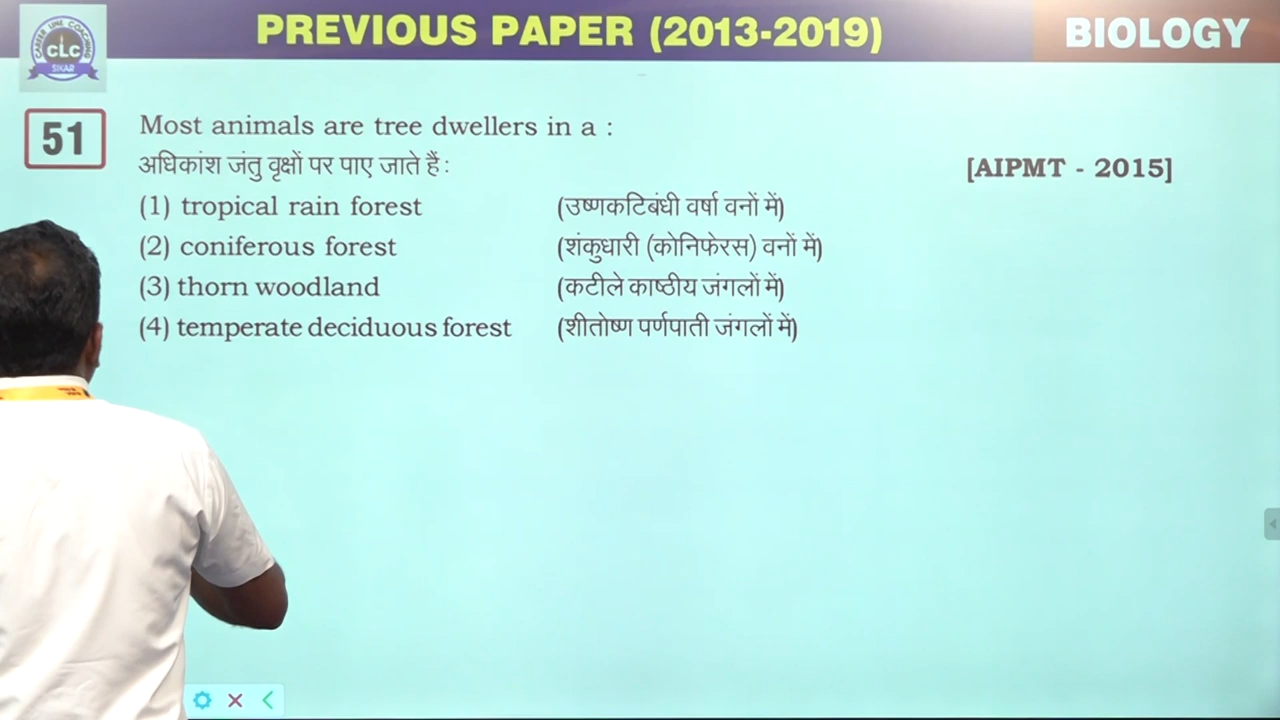 CAREER LINE COACHING
CLC
SIKAR
PREVIOUS PAPER (2013-2019)
BIOLOGY
51
Most animals are tree dwellers in a :
अधिकांश जंतु वृक्षों पर पाए जाते हैं :
[AIPMT - 2015]
(1) tropical rain forest (उष्णकटिबंधी वर्षा वनों में)
(2) coniferous forest (शंकुधारी (कोनिफेरस) वनों में)
(3) thorn woodland (कटीले काष्ठीय जंगलों में)
(4) temperate deciduous forest (शीतोष्ण पर्णपाती जंगलों में)